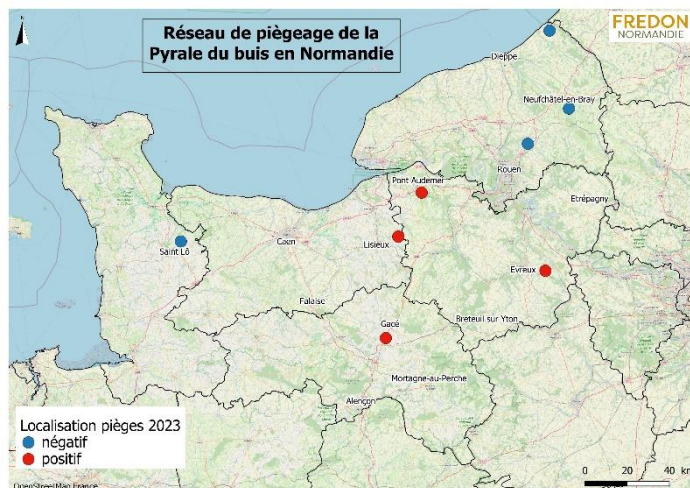 Réseau de piègeage de la
Pyrale du buis en Normandie
FREDON
NORMANDIE
Dieppe
Neufchâtel-en-Bray
Rouen
Pont Audemer
Etrépagny
Caen
Lisieux
Saint Lô
Evreux
Falaise
Breteuil sur Yton
Gacé
Mortagne-au-Perche
Alençon
Localisation pièges 2023
négatif
positif
OpenStreetMap France
0 20 40 km